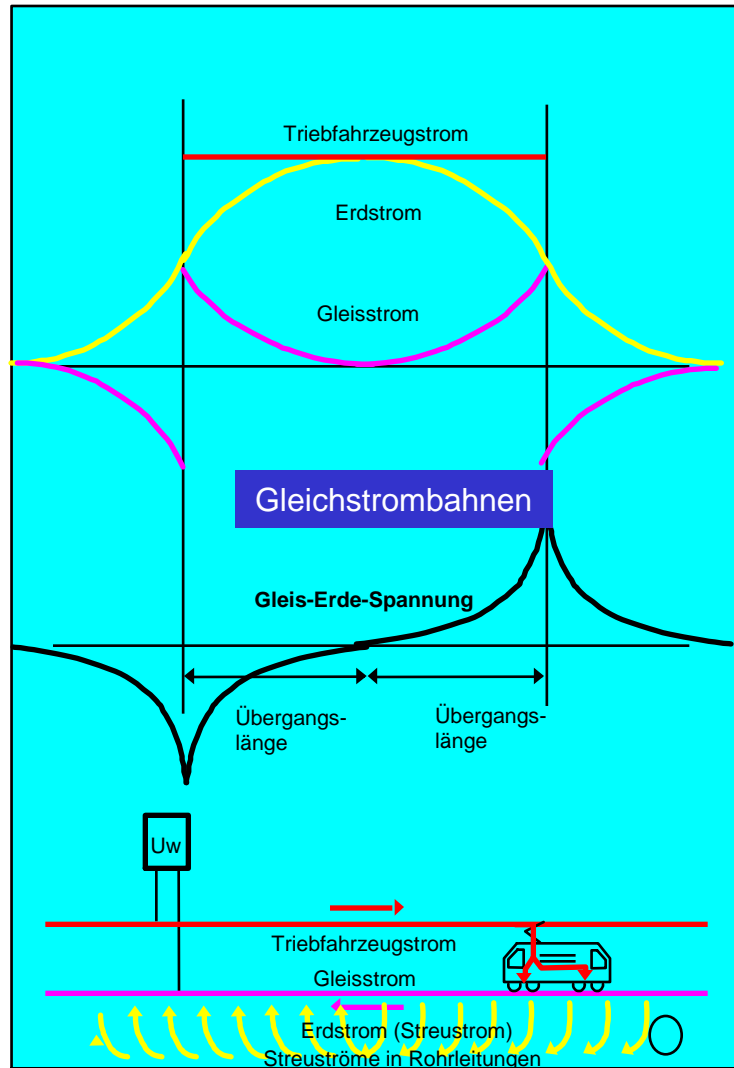 Triebfahrzeugstrom
Erdstrom
Gleisstrom
Gleichstrombahnen
Gleis-Erde-Spannung
Übergangs-
länge
Übergangs-
länge
Uw
Triebfahrzeugstrom
Gleisstrom
Erdstrom (Streustrom)
Streuströme in Rohrleitungen